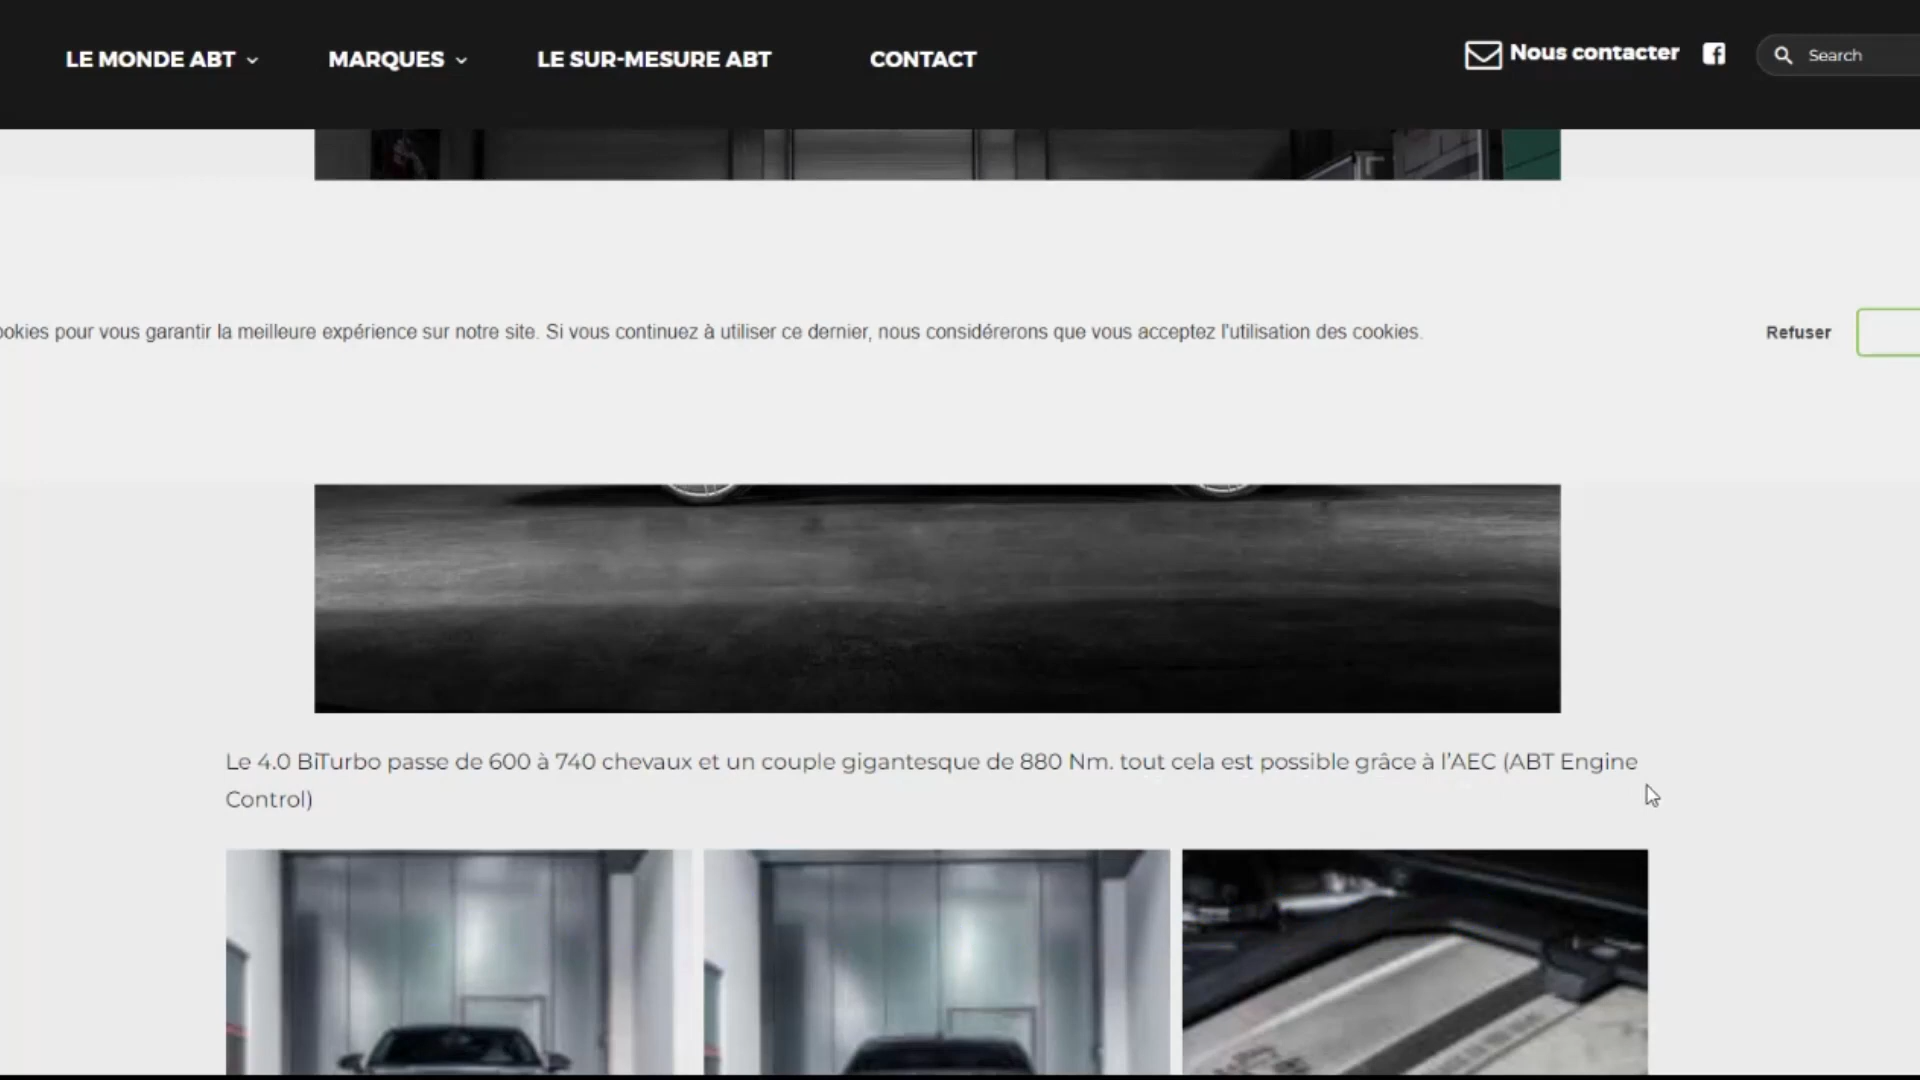 LE MONDE ABT MARQUES LE SUR-MESURE ABT CONTACT Nous contacter Search
pour vous garantir la meilleure expérience sur notre site. Si vous continuez à utiliser ce dernier, nous considérerons que vous acceptez l'utilisation des cookies. Refuser
Le 4.0 BiTurbo passe de 600 à 740 chevaux et un couple gigantesque de 880 Nm. tout cela est possible grâce à l’AEC (ABT Engine
Control)